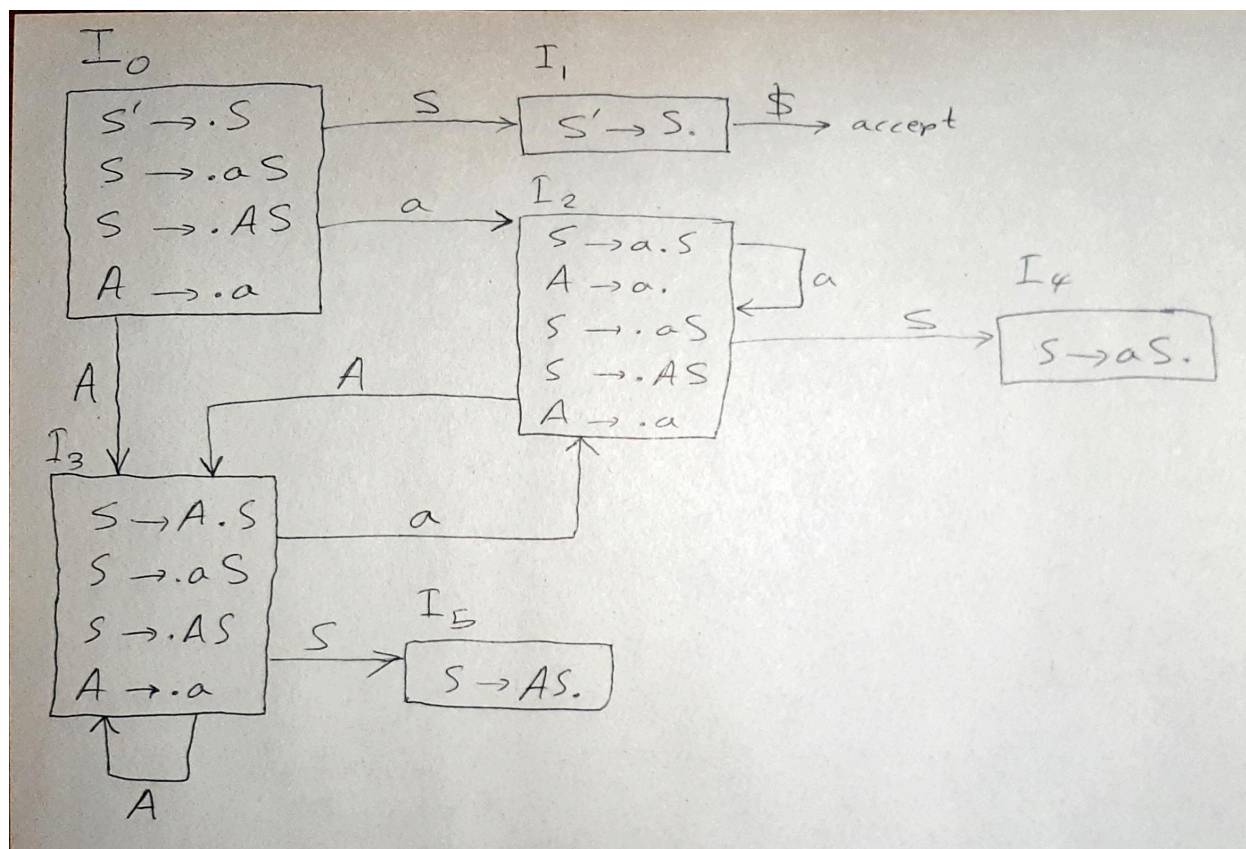 I₀
S' → .S
S → .aS
S → .AS
A → .a
S
I₁
S' → S.
$
accept
a
I₂
S → a.S
A → a.
S → .aS
S → .AS
A → .a
a
S
I₄
S → aS.
A
A
I₃
S → A.S
S → .aS
S → .AS
A → .a
a
S
I₅
S → AS.
A